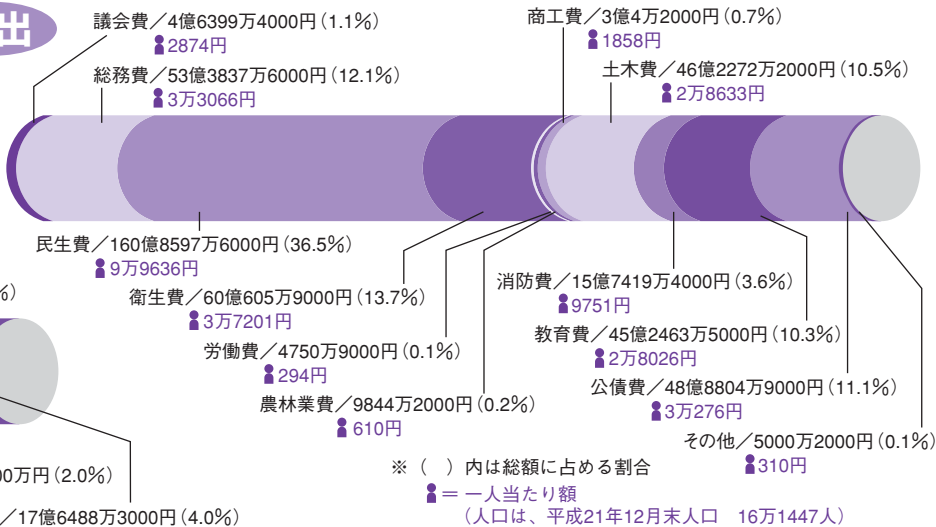 出
議会費／4億6399万4000円（1.1％）
2874円
総務費／53億3837万6000円（12.1％）
3万3066円
商工費／3億4万2000円（0.7％）
1858円
土木費／46億2272万2000円（10.5％）
2万8633円
民生費／160億8597万6000円（36.5％）
9万9636円
衛生費／60億605万9000円（13.7％）
3万7201円
労働費／4750万9000円（0.1％）
294円
農林業費／9844万2000円（0.2％）
610円
消防費／15億7419万4000円（3.6％）
9751円
教育費／45億2463万5000円（10.3％）
2万8026円
公債費／48億8804万9000円（11.1％）
3万276円
その他／5000万2000円（0.1％）
310円
※（　）内は総額に占める割合
＝ 一人当たり額
（人口は、平成21年12月末人口　16万1447人）
％）
00万円（2.0％）
／17億6488万3000円（4.0％）